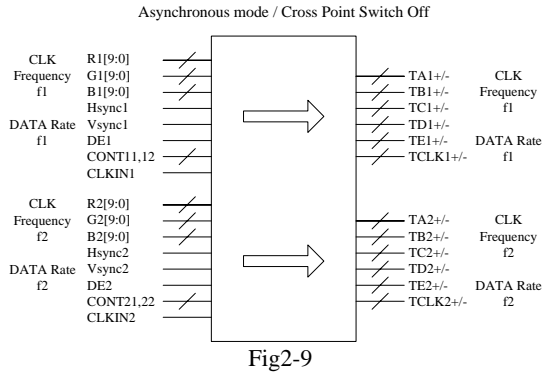 Asynchronous mode / Cross Point Switch Off
CLK
Frequency
f1
DATA Rate
f1
R1[9:0]
G1[9:0]
B1[9:0]
Hsync1
Vsync1
DE1
CONT11,12
CLKIN1
TA1+/-
TB1+/-
TC1+/-
TD1+/-
TE1+/-
TCLK1+/-
CLK
Frequency
f1
DATA Rate
f1
CLK
Frequency
f2
DATA Rate
f2
R2[9:0]
G2[9:0]
B2[9:0]
Hsync2
Vsync2
DE2
CONT21,22
CLKIN2
TA2+/-
TB2+/-
TC2+/-
TD2+/-
TE2+/-
TCLK2+/-
CLK
Frequency
f2
DATA Rate
f2
Fig2-9